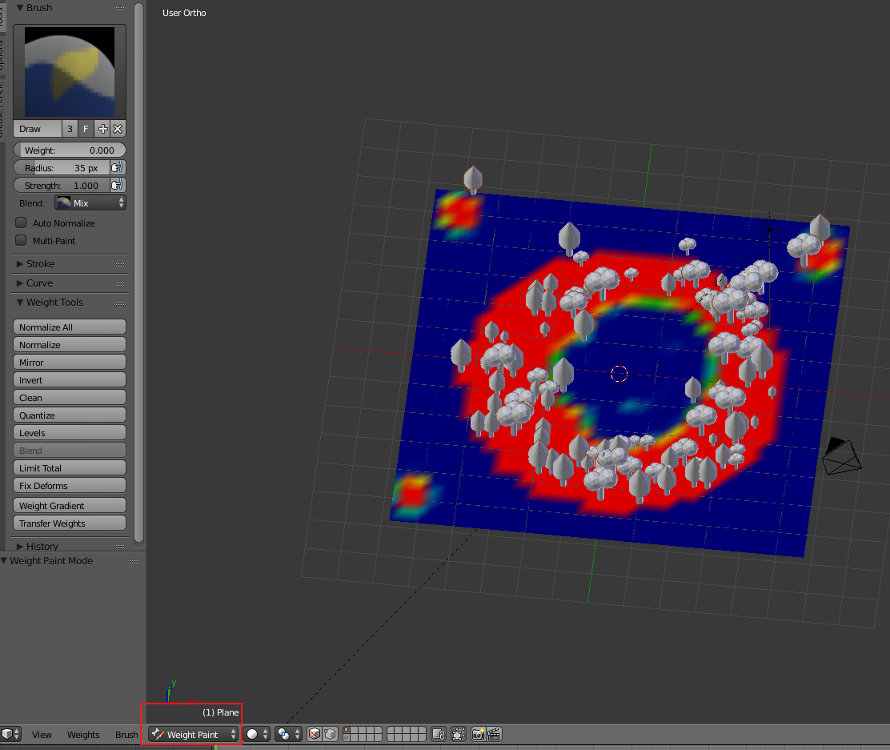 Brush
User Ortho
Draw 3 F
Weight: 0.000
Radius: 35 px
Strength: 1.000
Blend: Mix
Auto Normalize
Multi-Paint
Stroke
Curve
Weight Tools
Normalize All
Normalize
Mirror
Invert
Clean
Quantize
Levels
Blend
Limit Total
Fix Deforms
Weight Gradient
Transfer Weights
History
Weight Paint Mode
y
(1) Plane
View Weights Brush Weight Paint